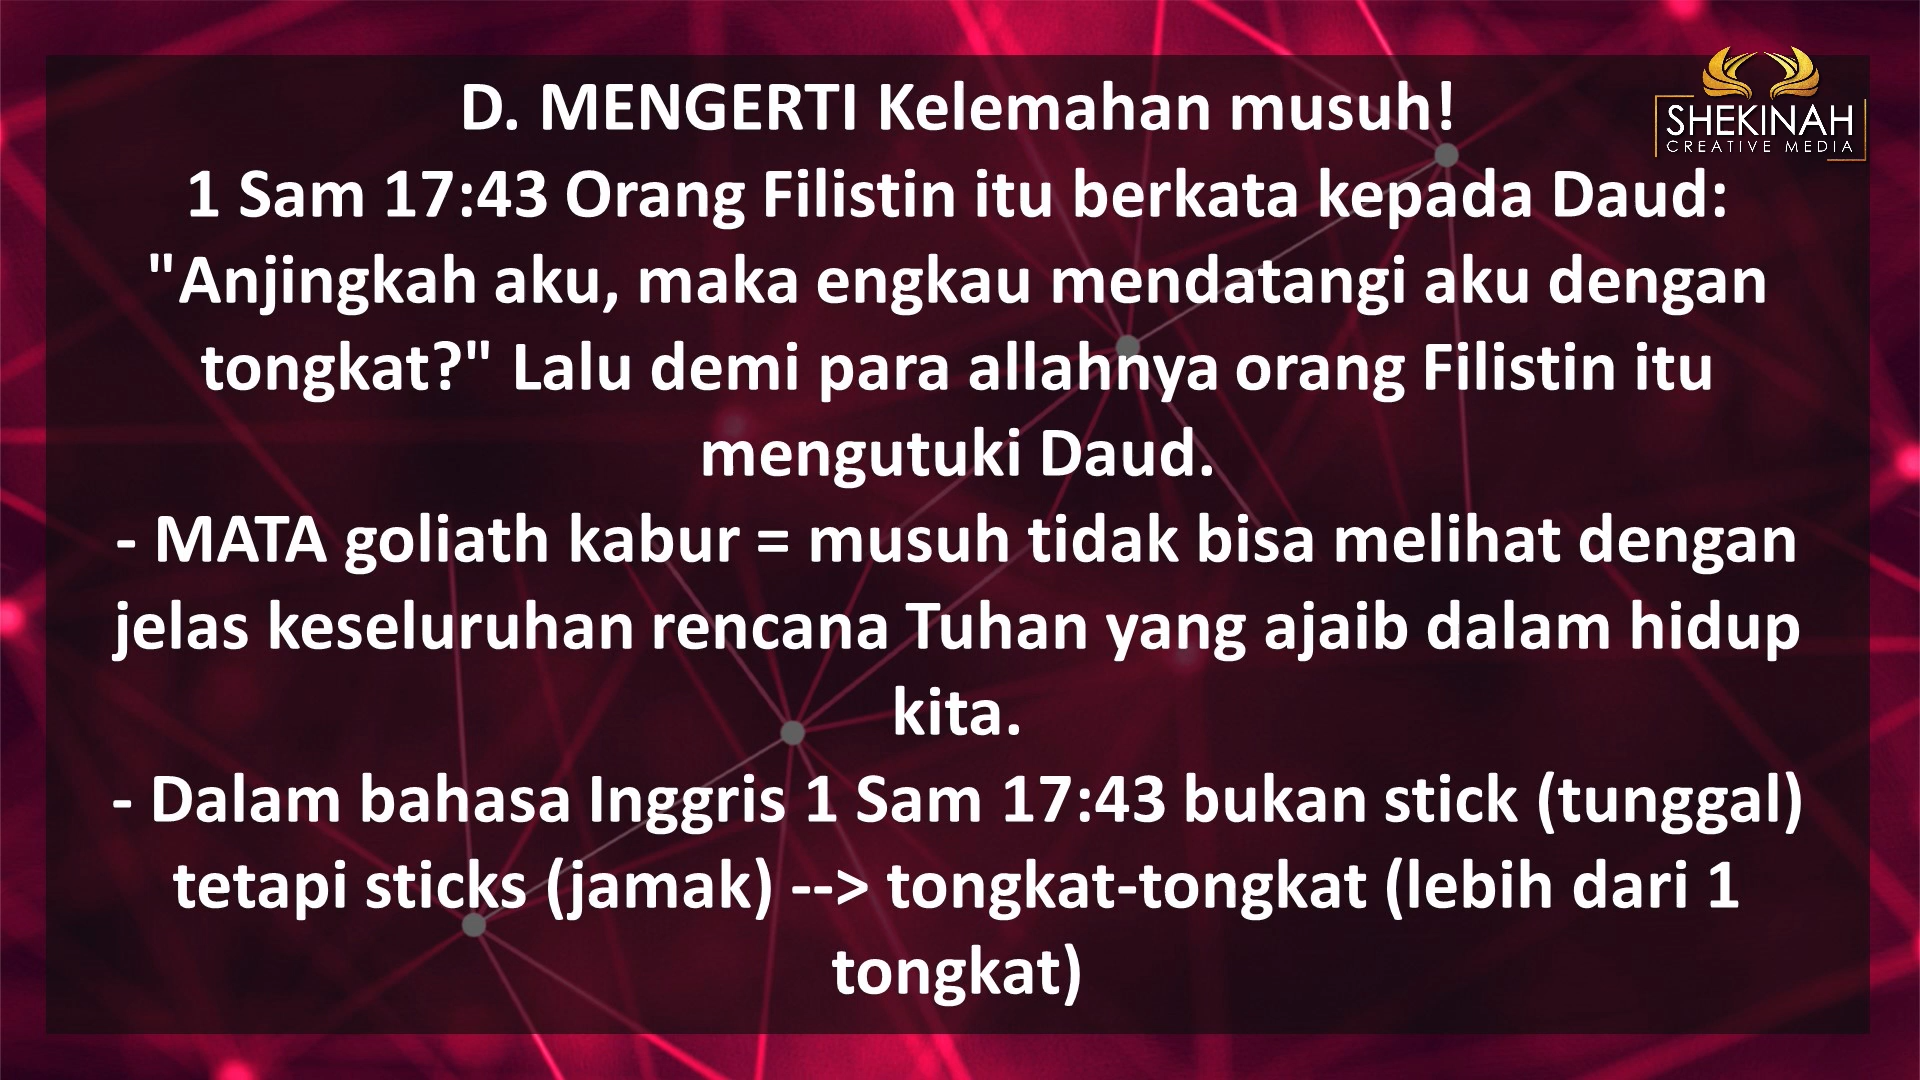 SHEKINAH
CREATIVE MEDIA
D. MENGERTI Kelemahan musuh!
1 Sam 17:43 Orang Filistin itu berkata kepada Daud:
"Anjingkah aku, maka engkau mendatangi aku dengan
tongkat?" Lalu demi para allahnya orang Filistin itu
mengutuki Daud.
- MATA goliath kabur = musuh tidak bisa melihat dengan
jelas keseluruhan rencana Tuhan yang ajaib dalam hidup
kita.
- Dalam bahasa Inggris 1 Sam 17:43 bukan stick (tunggal)
tetapi sticks (jamak) --> tongkat-tongkat (lebih dari 1
tongkat)